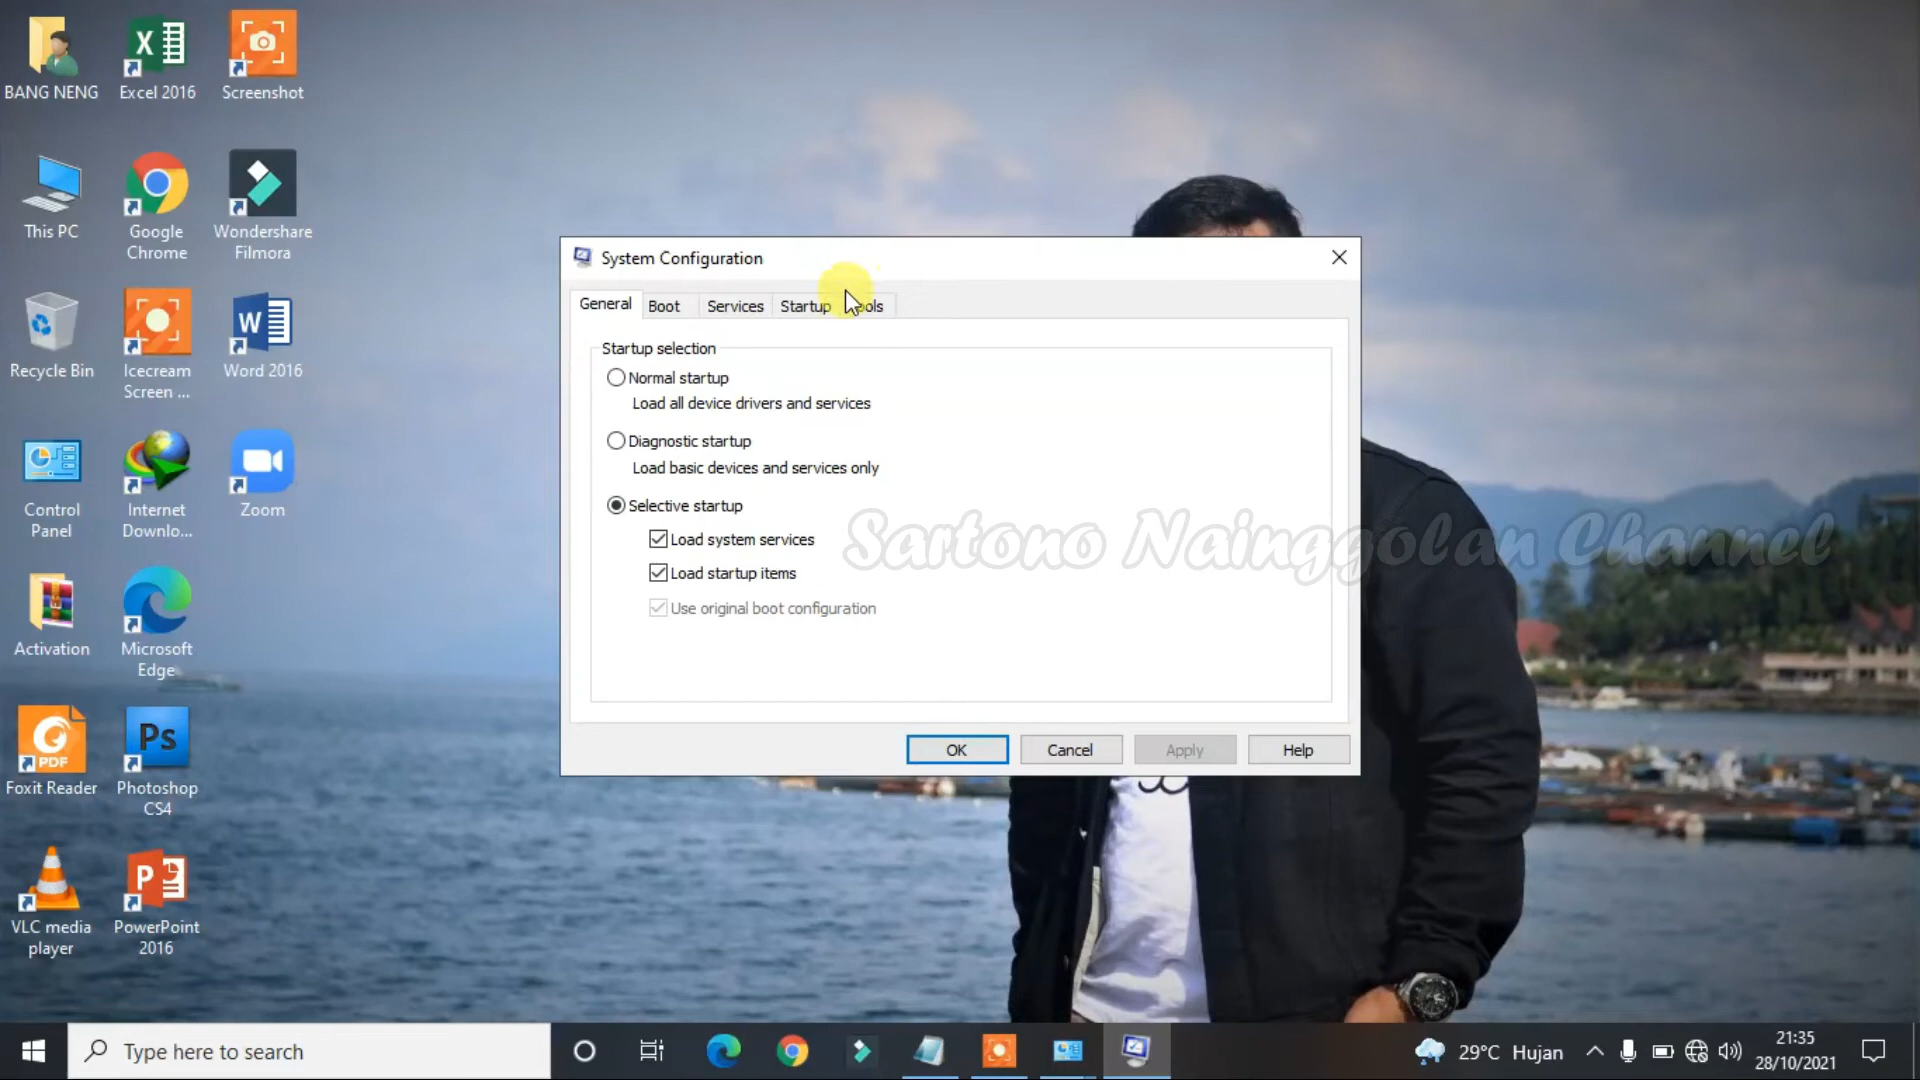 BANG NENG
Excel 2016
Screenshot
This PC
Google
Chrome
Wondershare
Filmora
Recycle Bin
Icecream
Screen ...
W
Word 2016
Control
Panel
Internet
Downlo...
Zoom
Activation
Microsoft
Edge
PDF
Foxit Reader
Ps
Photoshop
CS4
VLC media
player
P
PowerPoint
2016
System Configuration
General
Boot
Services
Startup
Startup selection
Normal startup
Load all device drivers and services
Diagnostic startup
Load basic devices and services only
Selective startup
Load system services
Load startup items
Use original boot configuration
OK
Cancel
Apply
Help
Sartono Nainggolan Channel
Type here to search
29°C Hujan
21:35
28/10/2021